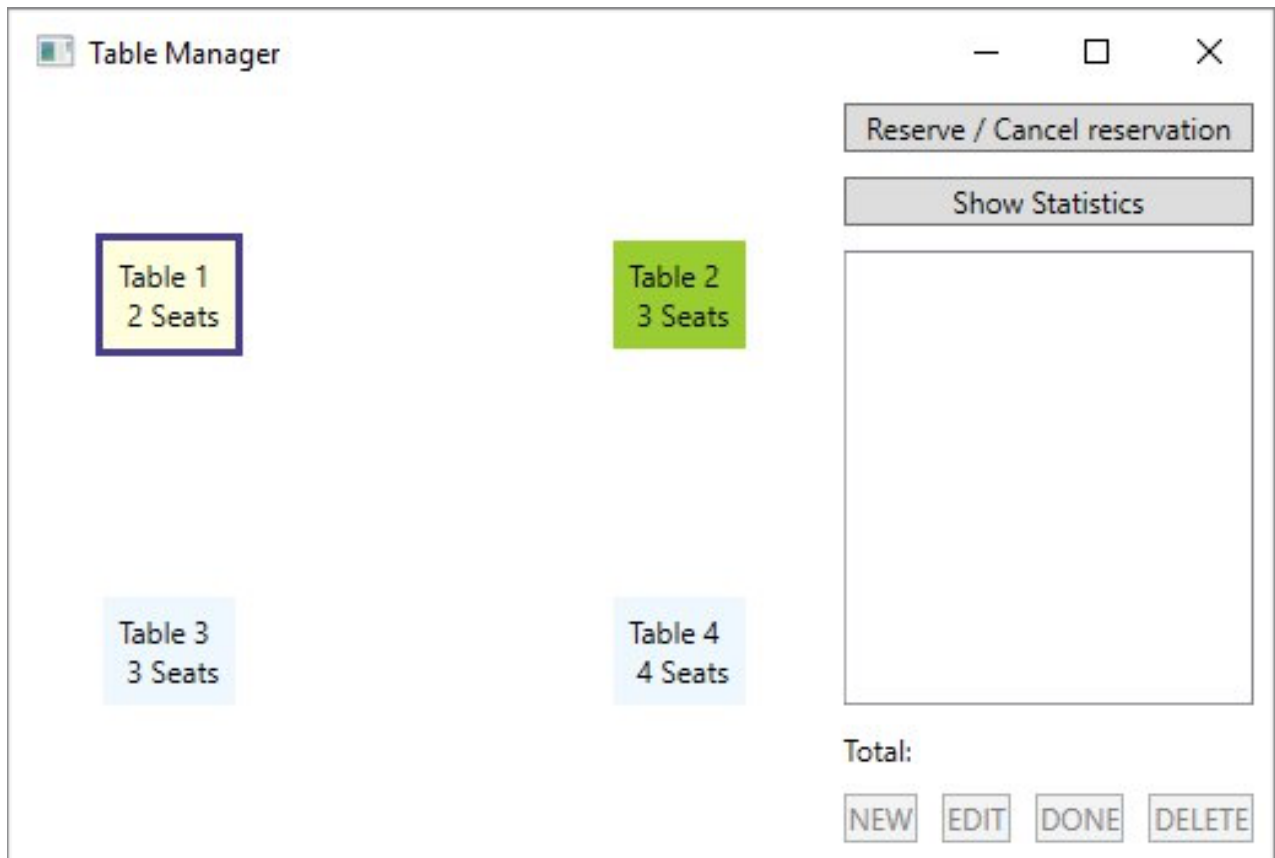 Table Manager
Reserve / Cancel reservation
Show Statistics
Table 1
2 Seats
Table 2
3 Seats
Table 3
3 Seats
Table 4
4 Seats
Total:
NEW EDIT DONE DELETE